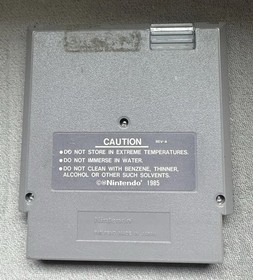 CAUTION
REV-A
• DO NOT STORE IN EXTREME TEMPERATURES.
• DO NOT IMMERSE IN WATER.
• DO NOT CLEAN WITH BENZENE, THINNER,
ALCOHOL OR OTHER SUCH SOLVENTS.
©®Nintendo® 1985